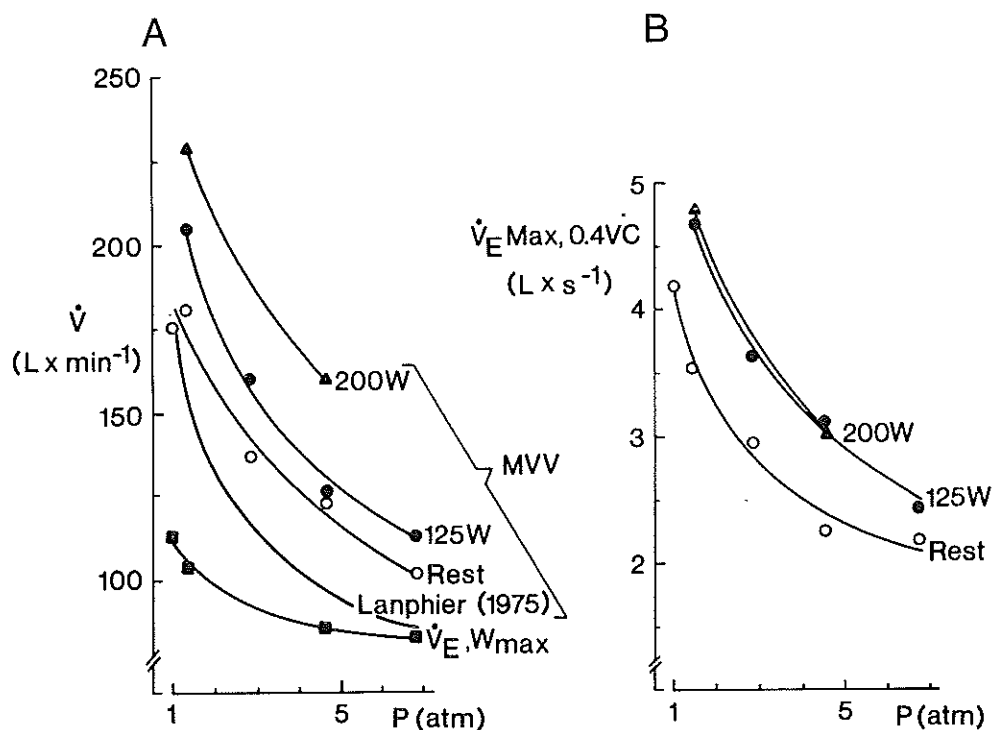 A
250
200
150
100
V̇
(L x min⁻¹)
200W
MVV
125W
Rest
Lanphier (1975)
V̇E, Wmax
1
5
P (atm)
B
5
4
3
2
V̇E Max, 0.4VC
(L x s⁻¹)
200W
125W
Rest
1
5
P (atm)